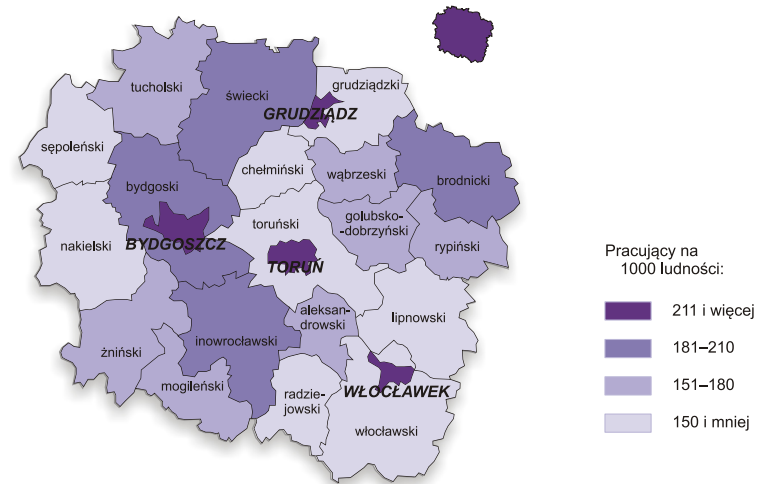 tucholski
świecki
grudziądzki
GRUDZIĄDZ
sępoleński
chełmiński
wąbrzeski
brodnicki
bydgoski
toruński
golubsko-
dobrzyński
nakielski
BYDGOSZCZ
rypiński
TORUŃ
aleksan-
drowski
lipnowski
inowrocławski
żniński
mogileński
radzie-
jowski
WŁOCŁAWEK
włocławski
Pracujący na
1000 ludności:
211 i więcej
181–210
151–180
150 i mniej